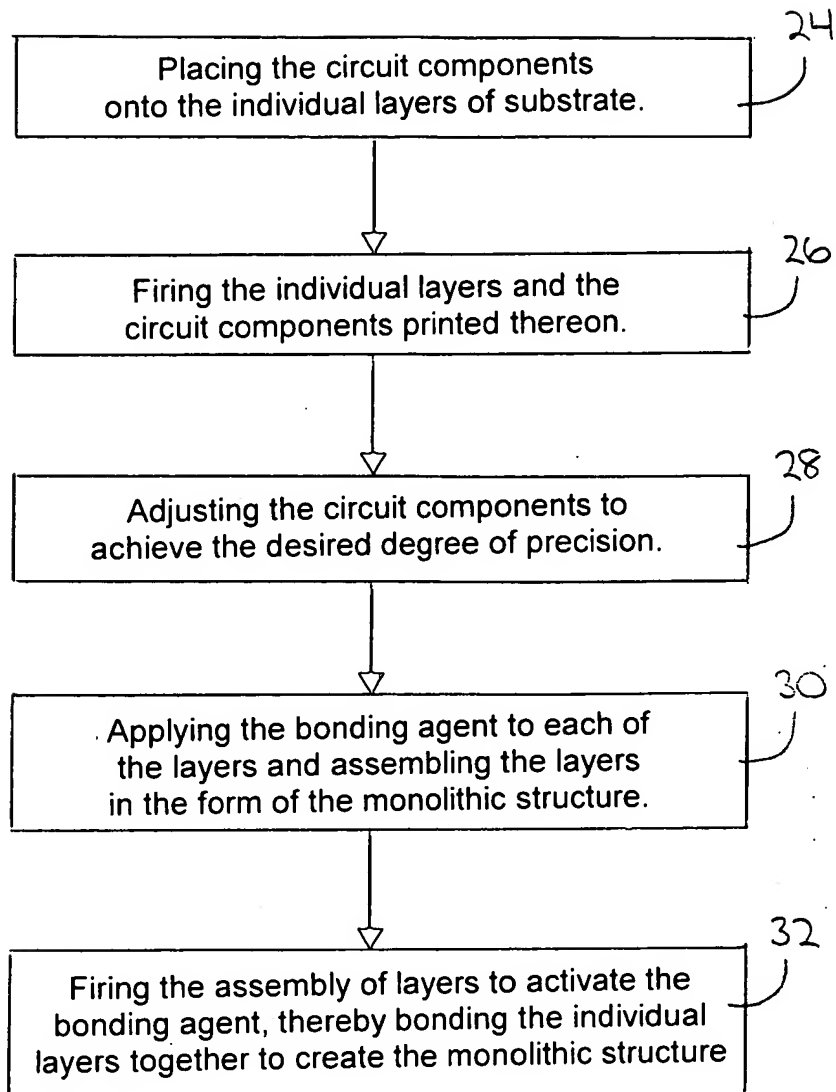 24
Placing the circuit components
onto the individual layers of substrate.
26
Firing the individual layers and the
circuit components printed thereon.
28
Adjusting the circuit components to
achieve the desired degree of precision.
30
Applying the bonding agent to each of
the layers and assembling the layers
in the form of the monolithic structure.
32
Firing the assembly of layers to activate the
bonding agent, thereby bonding the individual
layers together to create the monolithic structure